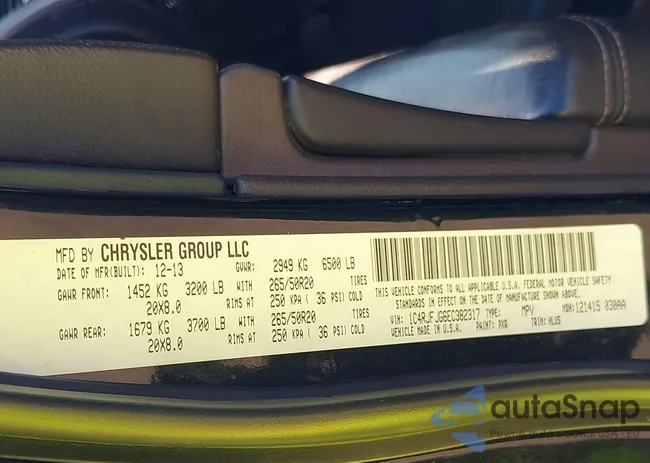 MFD BY CHRYSLER GROUP LLC
DATE OF MFR(BUILT): 12-13 GVWR: 2949 KG 6500 LB
GAWR FRONT: 1452 KG 3200 LB 265/50R20 TIRES
20X8.0 RIMS AT 250 KPA ( 36 PSI) COLD
GAWR REAR: 1679 KG 3700 LB 265/50R20 TIRES
20X8.0 RIMS AT 250 KPA ( 36 PSI) COLD
THIS VEHICLE CONFORMS TO ALL APPLICABLE U.S.A. FEDERAL MOTOR VEHICLE SAFETY
STANDARDS IN EFFECT ON THE DATE OF MANUFACTURE SHOWN ABOVE.
VIN: 1C4RJFJG6EC382317 TYPE: MPV MDH: 121415 030AA
VEHICLE MADE IN U.S.A. PAINT: PXR TRIM: HLUS
autoSnap